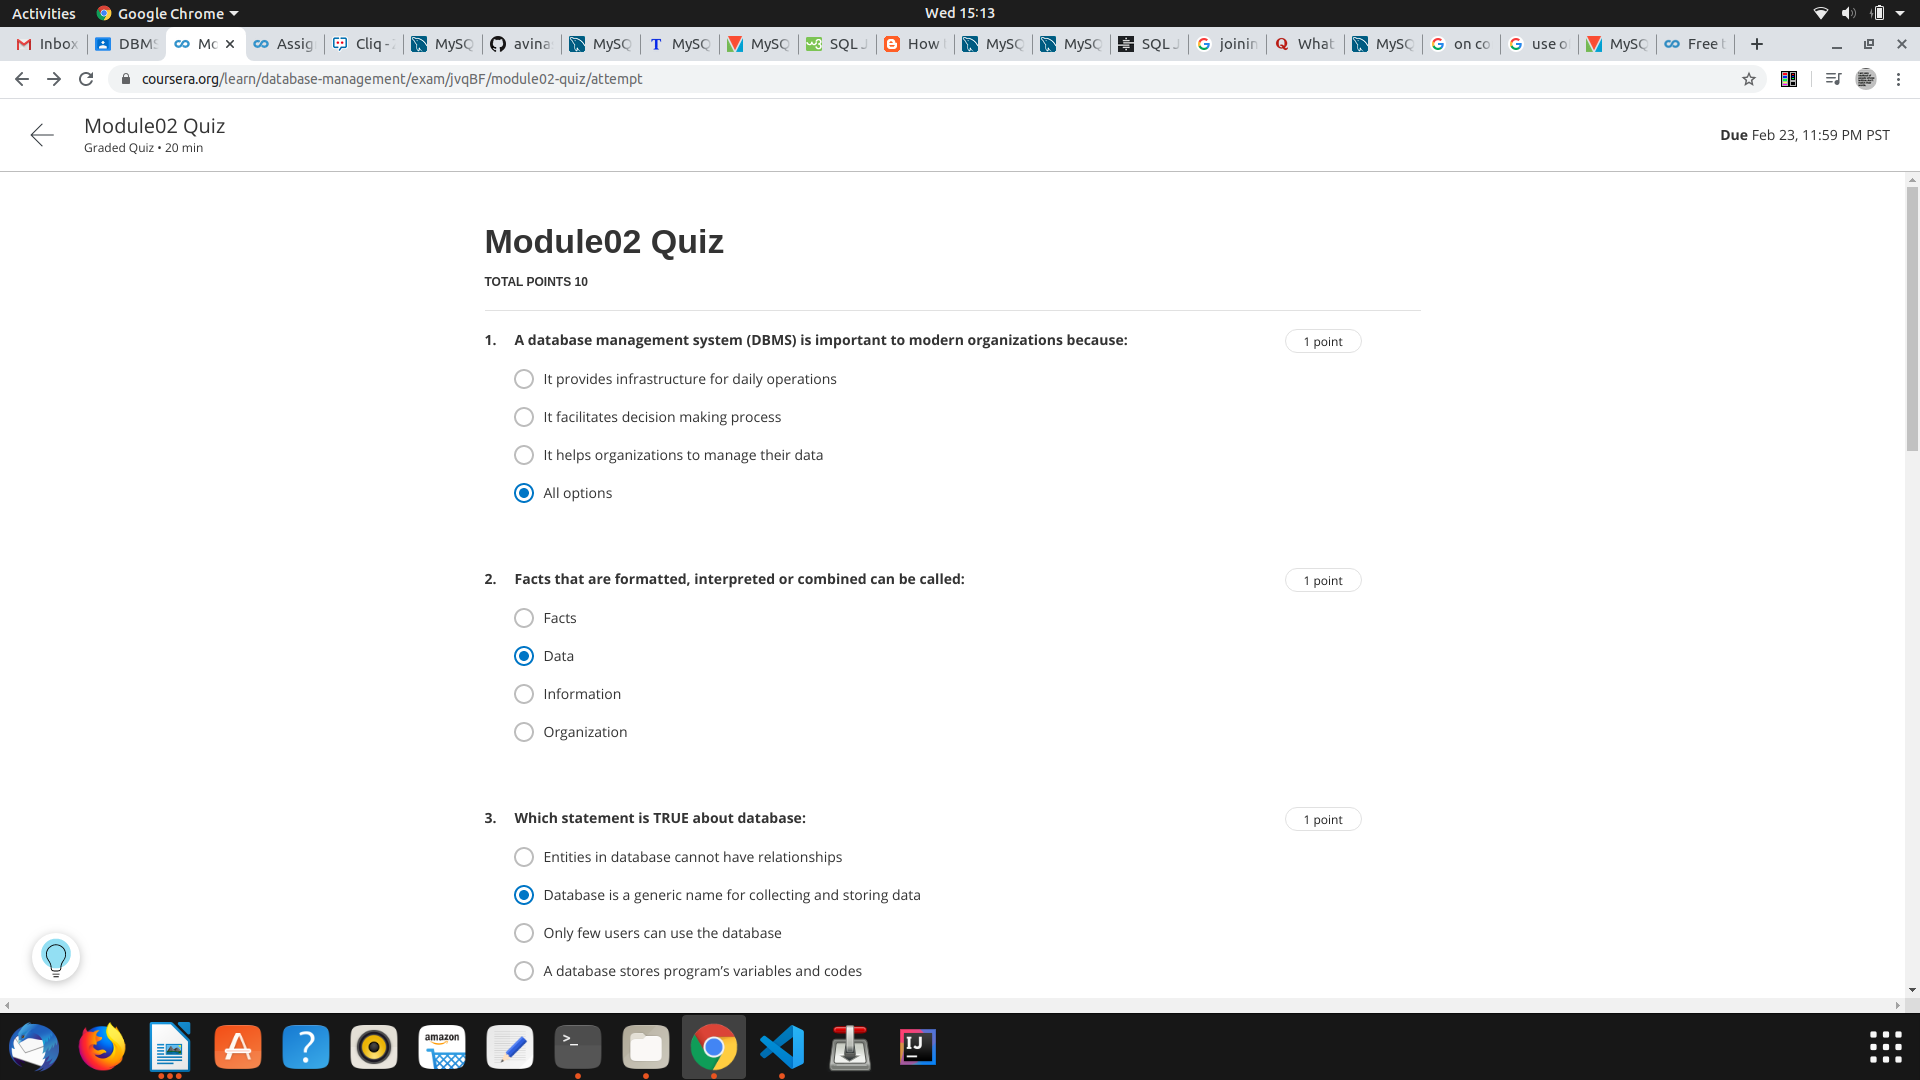 Activities
Google Chrome
Wed 15:13
Inbox
DBMS
Mo
Assig
Cliq -
MySQ
avina
MySQ
MySQ
MySQ
SQL J
How
MySQ
MySQ
SQL J
joinin
What
MySQ
on co
use o
MySQ
Free t
coursera.org/learn/database-management/exam/jvqBF/module02-quiz/attempt
Module02 Quiz
Graded Quiz • 20 min
Due Feb 23, 11:59 PM PST
Module02 Quiz
TOTAL POINTS 10
1. A database management system (DBMS) is important to modern organizations because:
1 point
It provides infrastructure for daily operations
It facilitates decision making process
It helps organizations to manage their data
All options
2. Facts that are formatted, interpreted or combined can be called:
1 point
Facts
Data
Information
Organization
3. Which statement is TRUE about database:
1 point
Entities in database cannot have relationships
Database is a generic name for collecting and storing data
Only few users can use the database
A database stores program's variables and codes
amazon
>_
IJ